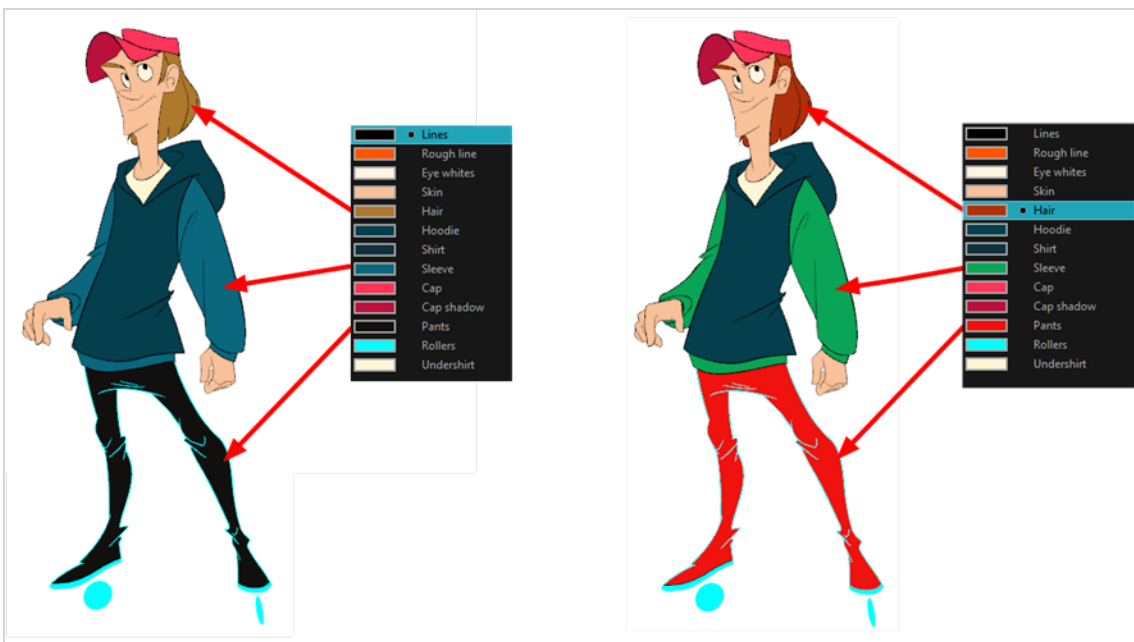 Lines
Rough line
Eye whites
Skin
Hair
Hoodie
Shirt
Sleeve
Cap
Cap shadow
Pants
Rollers
Undershirt
Lines
Rough line
Eye whites
Skin
Hair
Hoodie
Shirt
Sleeve
Cap
Cap shadow
Pants
Rollers
Undershirt